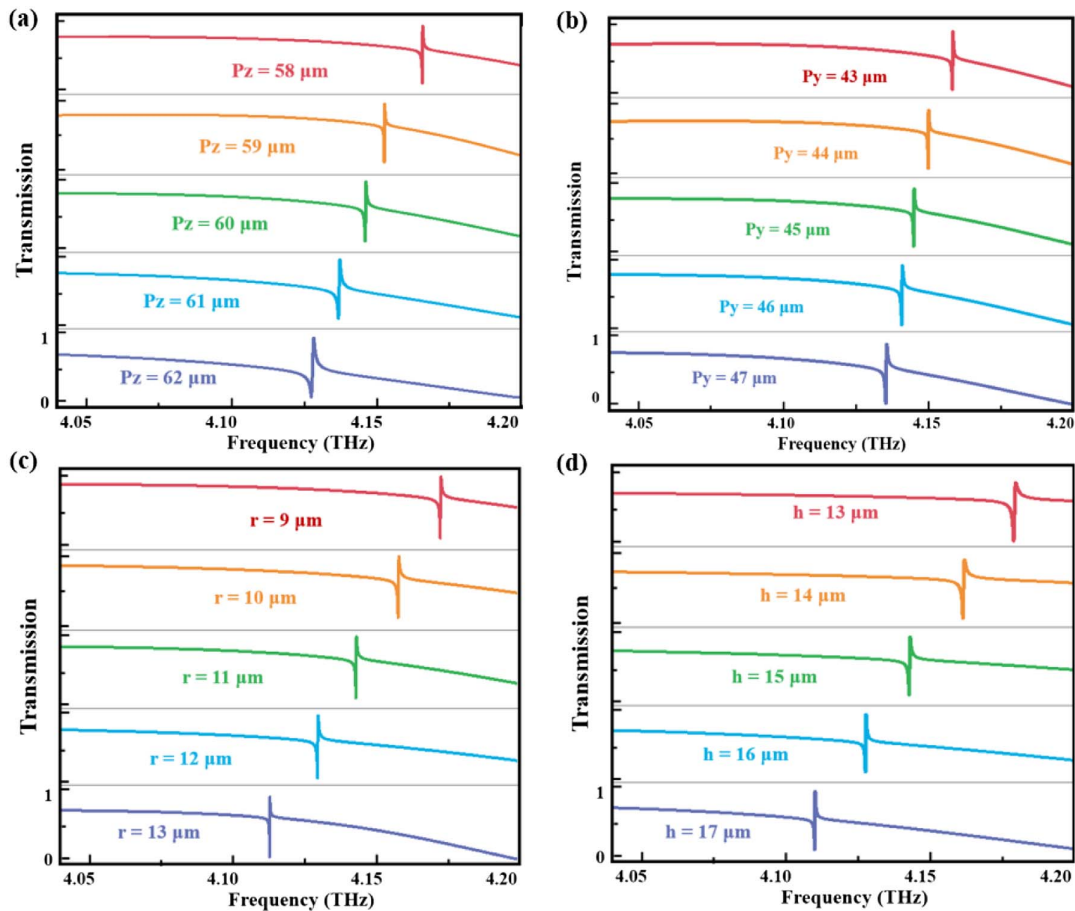 (a)
Transmission
Pz = 58 μm
Pz = 59 μm
Pz = 60 μm
Pz = 61 μm
Pz = 62 μm
1
0
4.05 4.10 4.15 4.20
Frequency (THz)
(b)
Transmission
Py = 43 μm
Py = 44 μm
Py = 45 μm
Py = 46 μm
Py = 47 μm
1
0
4.05 4.10 4.15 4.20
Frequency (THz)
(c)
Transmission
r = 9 μm
r = 10 μm
r = 11 μm
r = 12 μm
r = 13 μm
1
0
4.05 4.10 4.15 4.20
Frequency (THz)
(d)
Transmission
h = 13 μm
h = 14 μm
h = 15 μm
h = 16 μm
h = 17 μm
1
0
4.05 4.10 4.15 4.20
Frequency (THz)